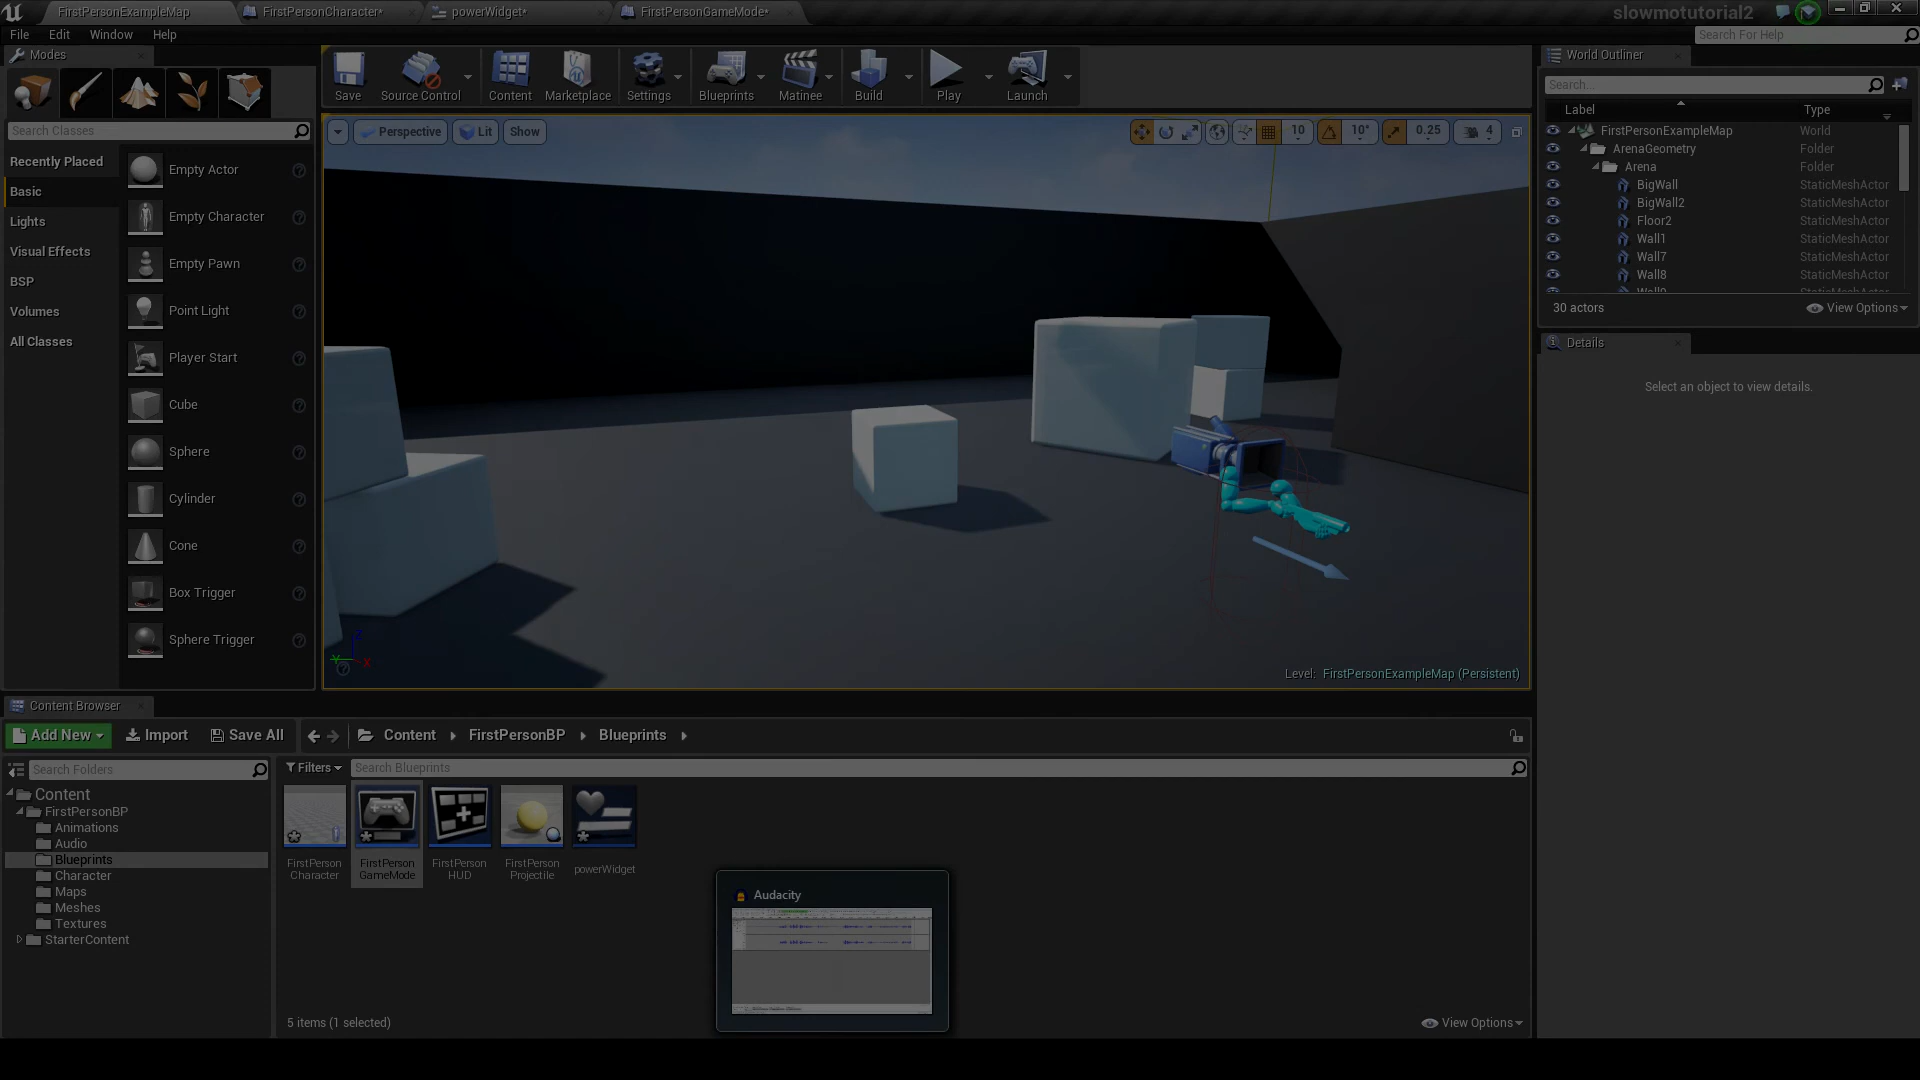 FirstPersonExampleMap
FirstPersonCharacter*
powerWidget*
FirstPersonGameMode*
slowmotutorial2
File Edit Window Help
Search For Help
Modes
Save
Source Control
Content
Marketplace
Settings
Blueprints
Matinee
Build
Play
Launch
Search Classes
Recently Placed
Basic
Lights
Visual Effects
BSP
Volumes
All Classes
Empty Actor
Empty Character
Empty Pawn
Point Light
Player Start
Cube
Sphere
Cylinder
Cone
Box Trigger
Sphere Trigger
Perspective
Lit
Show
10
10°
0.25
4
Level: FirstPersonExampleMap (Persistent)
World Outliner
Search...
Label Type
FirstPersonExampleMap World
ArenaGeometry Folder
Arena Folder
BigWall StaticMeshActor
BigWall2 StaticMeshActor
Floor2 StaticMeshActor
Wall1 StaticMeshActor
Wall7 StaticMeshActor
Wall8 StaticMeshActor
30 actors
View Options
Details
Select an object to view details.
Content Browser
Add New
Import
Save All
Content
FirstPersonBP
Blueprints
Search Folders
Filters
Search Blueprints
Content
FirstPersonBP
Animations
Audio
Blueprints
Character
Maps
Meshes
Textures
StarterContent
FirstPerson
Character
FirstPerson
GameMode
FirstPerson
HUD
FirstPerson
Projectile
powerWidget
Audacity
5 items (1 selected)
View Options